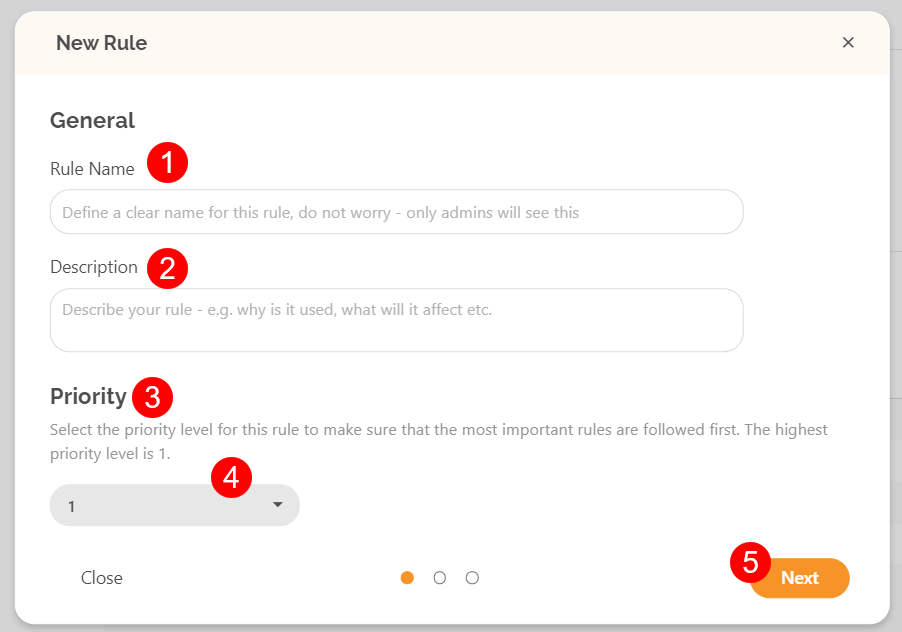 New Rule ×
General
Rule Name 1
Define a clear name for this rule, do not worry - only admins will see this
Description 2
Describe your rule - e.g. why is it used, what will it affect etc.
Priority 3
Select the priority level for this rule to make sure that the most important rules are followed first. The highest
priority level is 1.
4
1
Close
5 Next